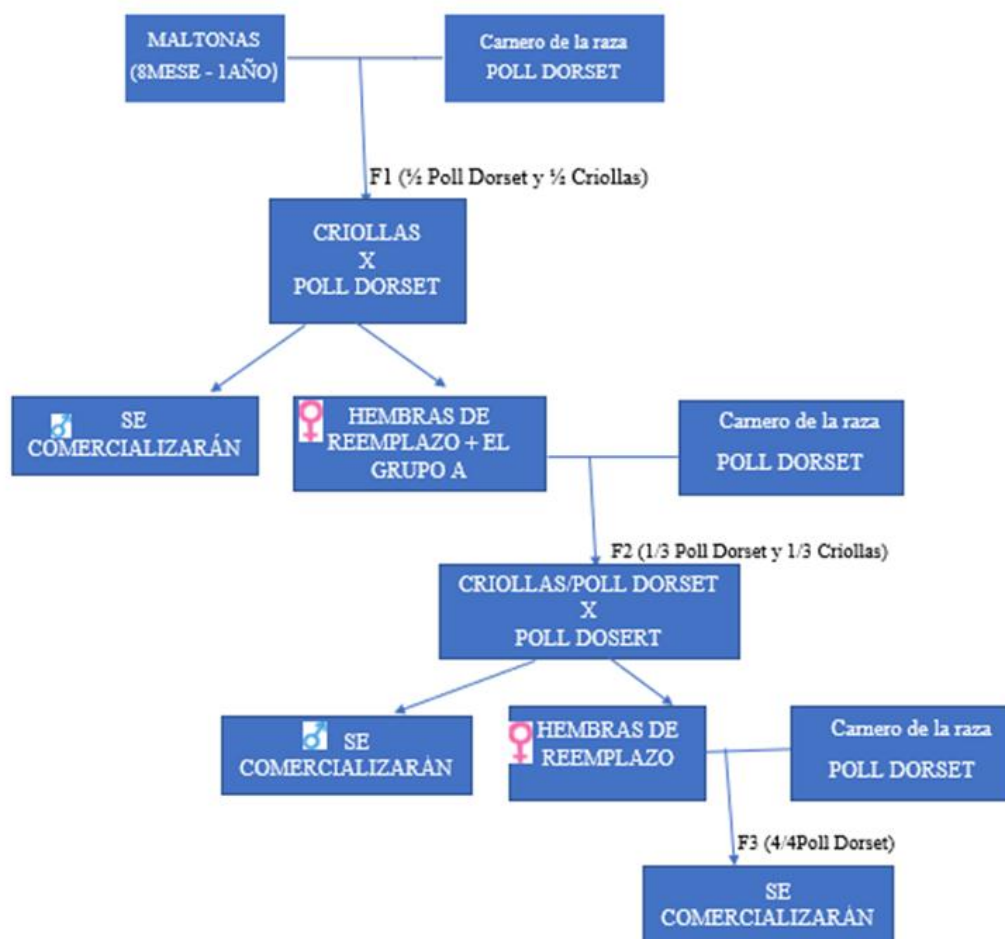 MALTONAS
(8MESE - 1AÑO)
Carnero de la raza
POLL DORSET
F1 (½ Poll Dorset y ½ Criollas)
CRIOLLAS
X
POLL DORSET
SE
COMERCIALIZARÁN
HEMBRAS DE
REEMPLAZO + EL
GRUPO A
Carnero de la raza
POLL DORSET
F2 (1/3 Poll Dorset y 1/3 Criollas)
CRIOLLAS/POLL DORSET
X
POLL DOSERT
SE
COMERCIALIZARÁN
HEMBRAS DE
REEMPLAZO
Carnero de la raza
POLL DORSET
F3 (4/4Poll Dorset)
SE
COMERCIALIZARÁN